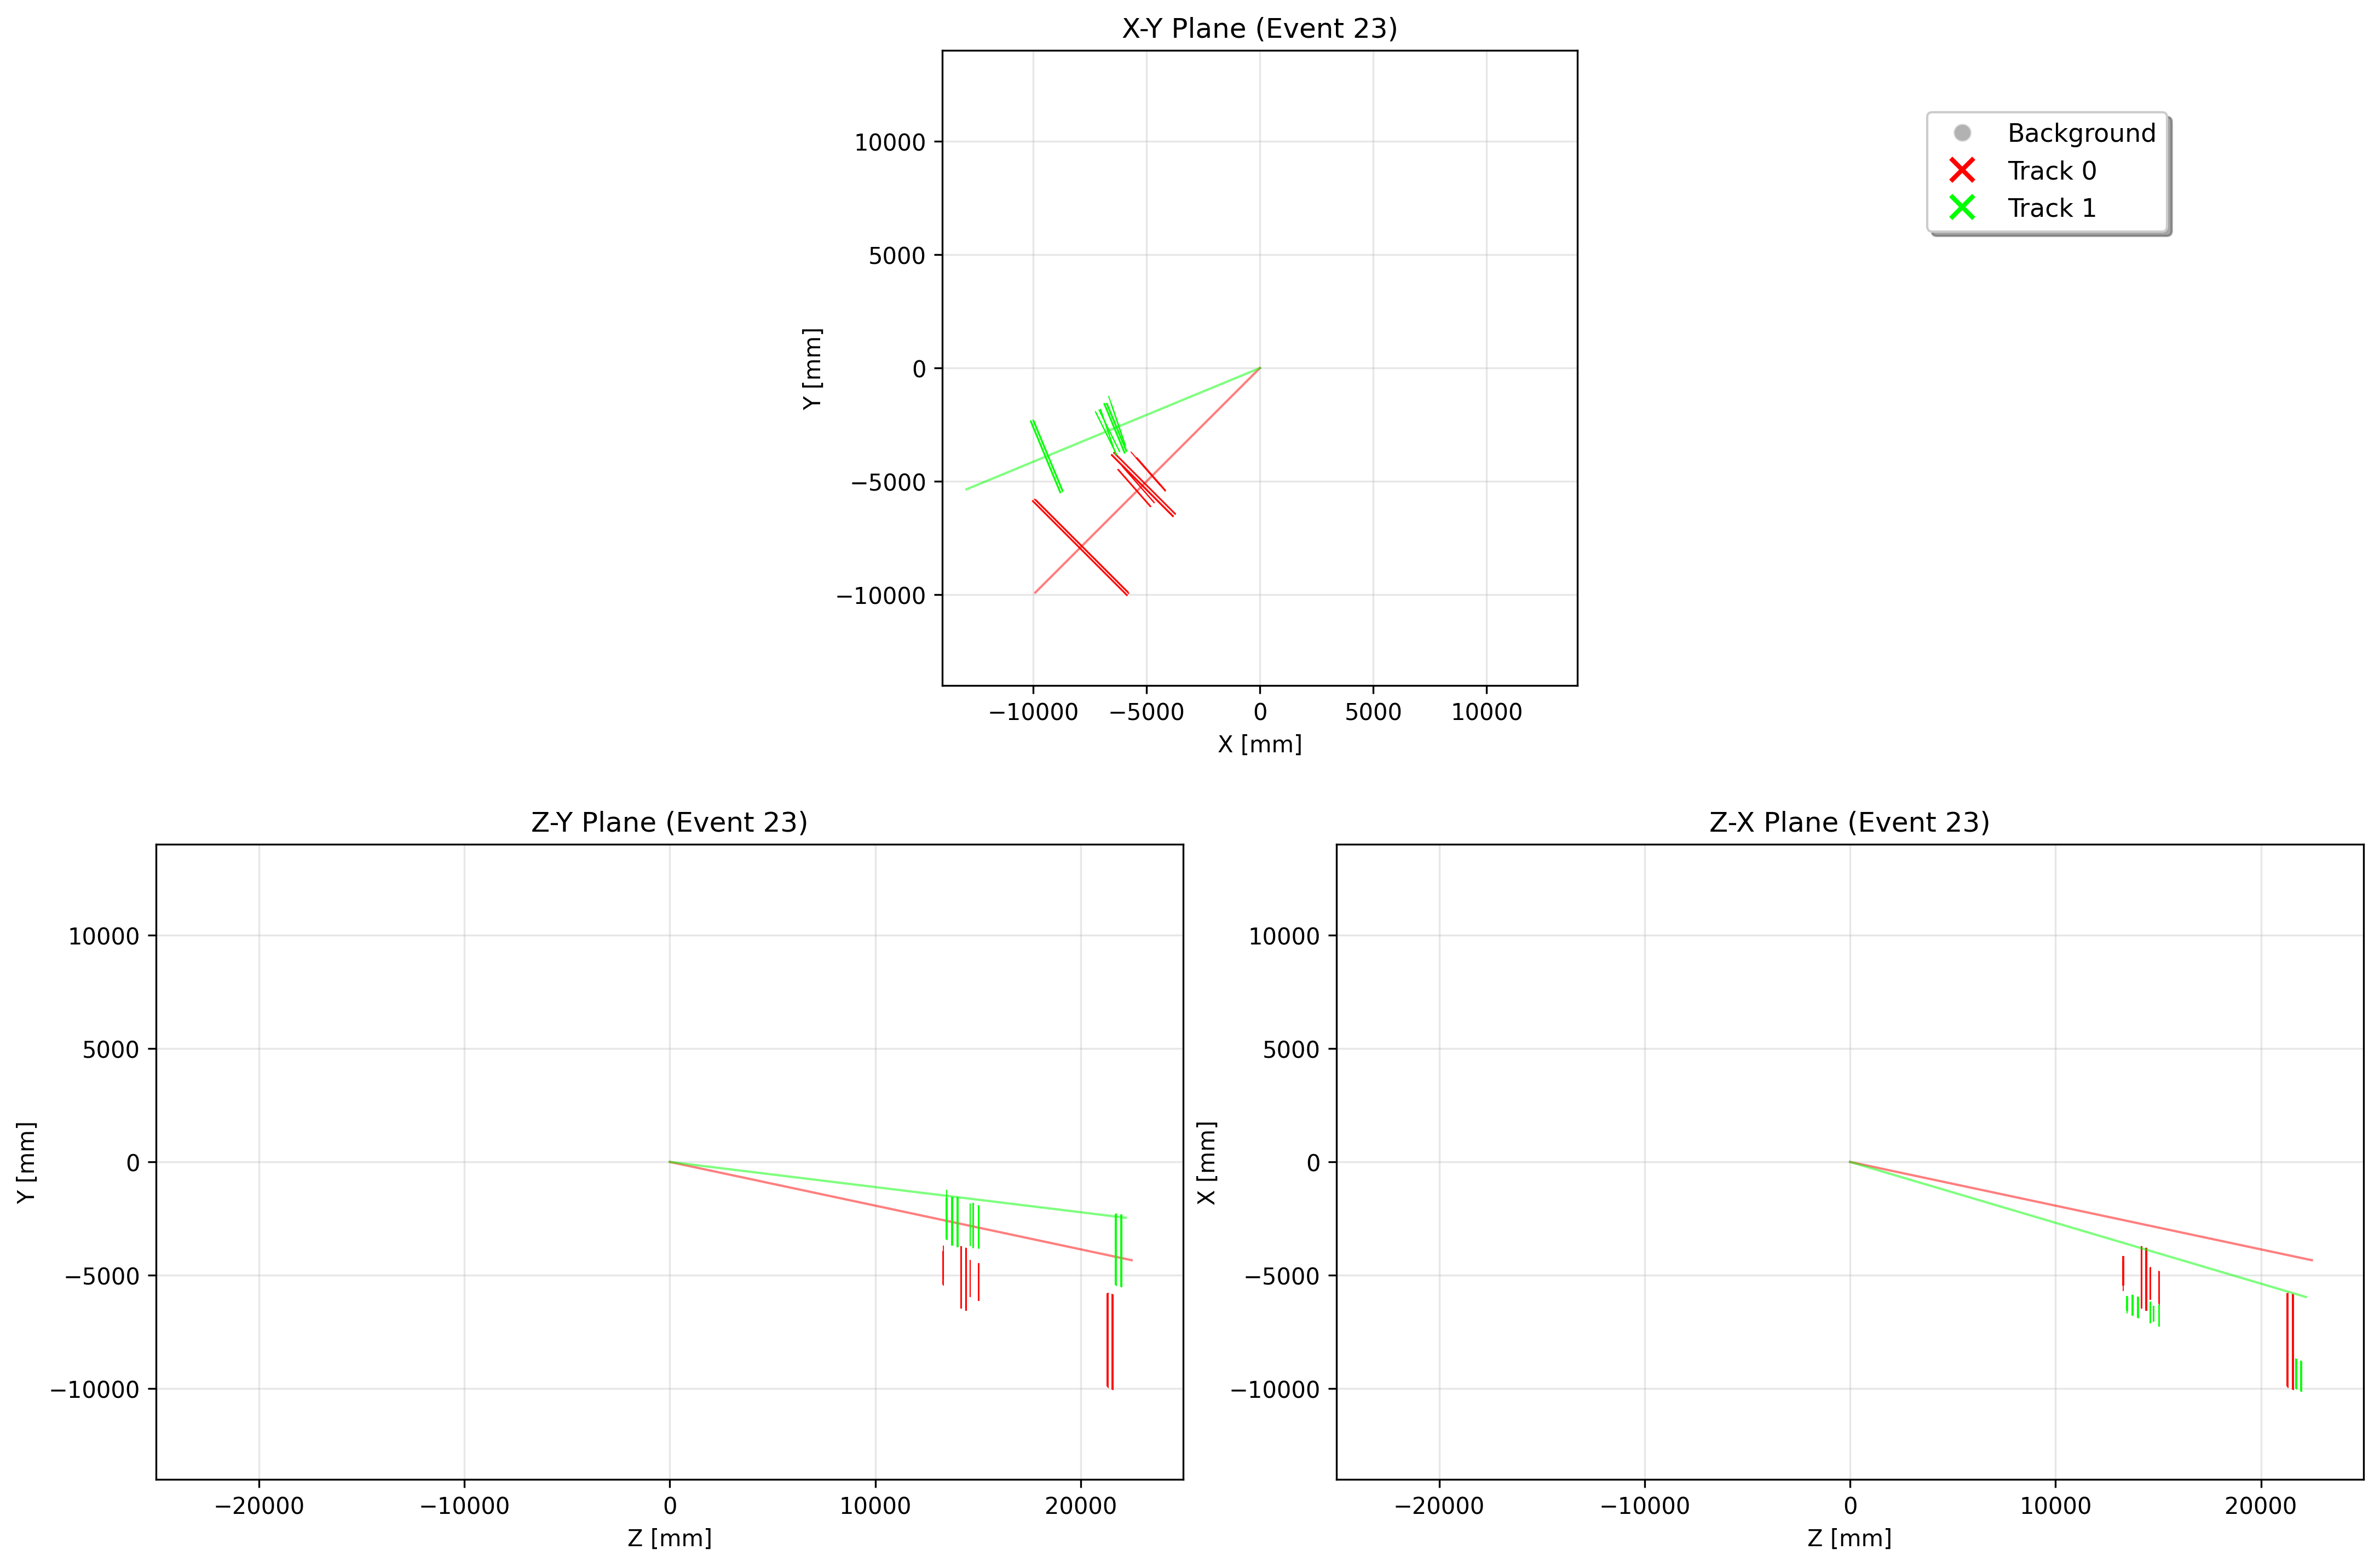 X-Y Plane (Event 23)
Y [mm]
10000
5000
0
−5000
−10000
−10000 −5000 0 5000 10000
X [mm]
Background
Track 0
Track 1
Z-Y Plane (Event 23)
Y [mm]
10000
5000
0
−5000
−10000
−20000 −10000 0 10000 20000
Z [mm]
Z-X Plane (Event 23)
X [mm]
10000
5000
0
−5000
−10000
−20000 −10000 0 10000 20000
Z [mm]